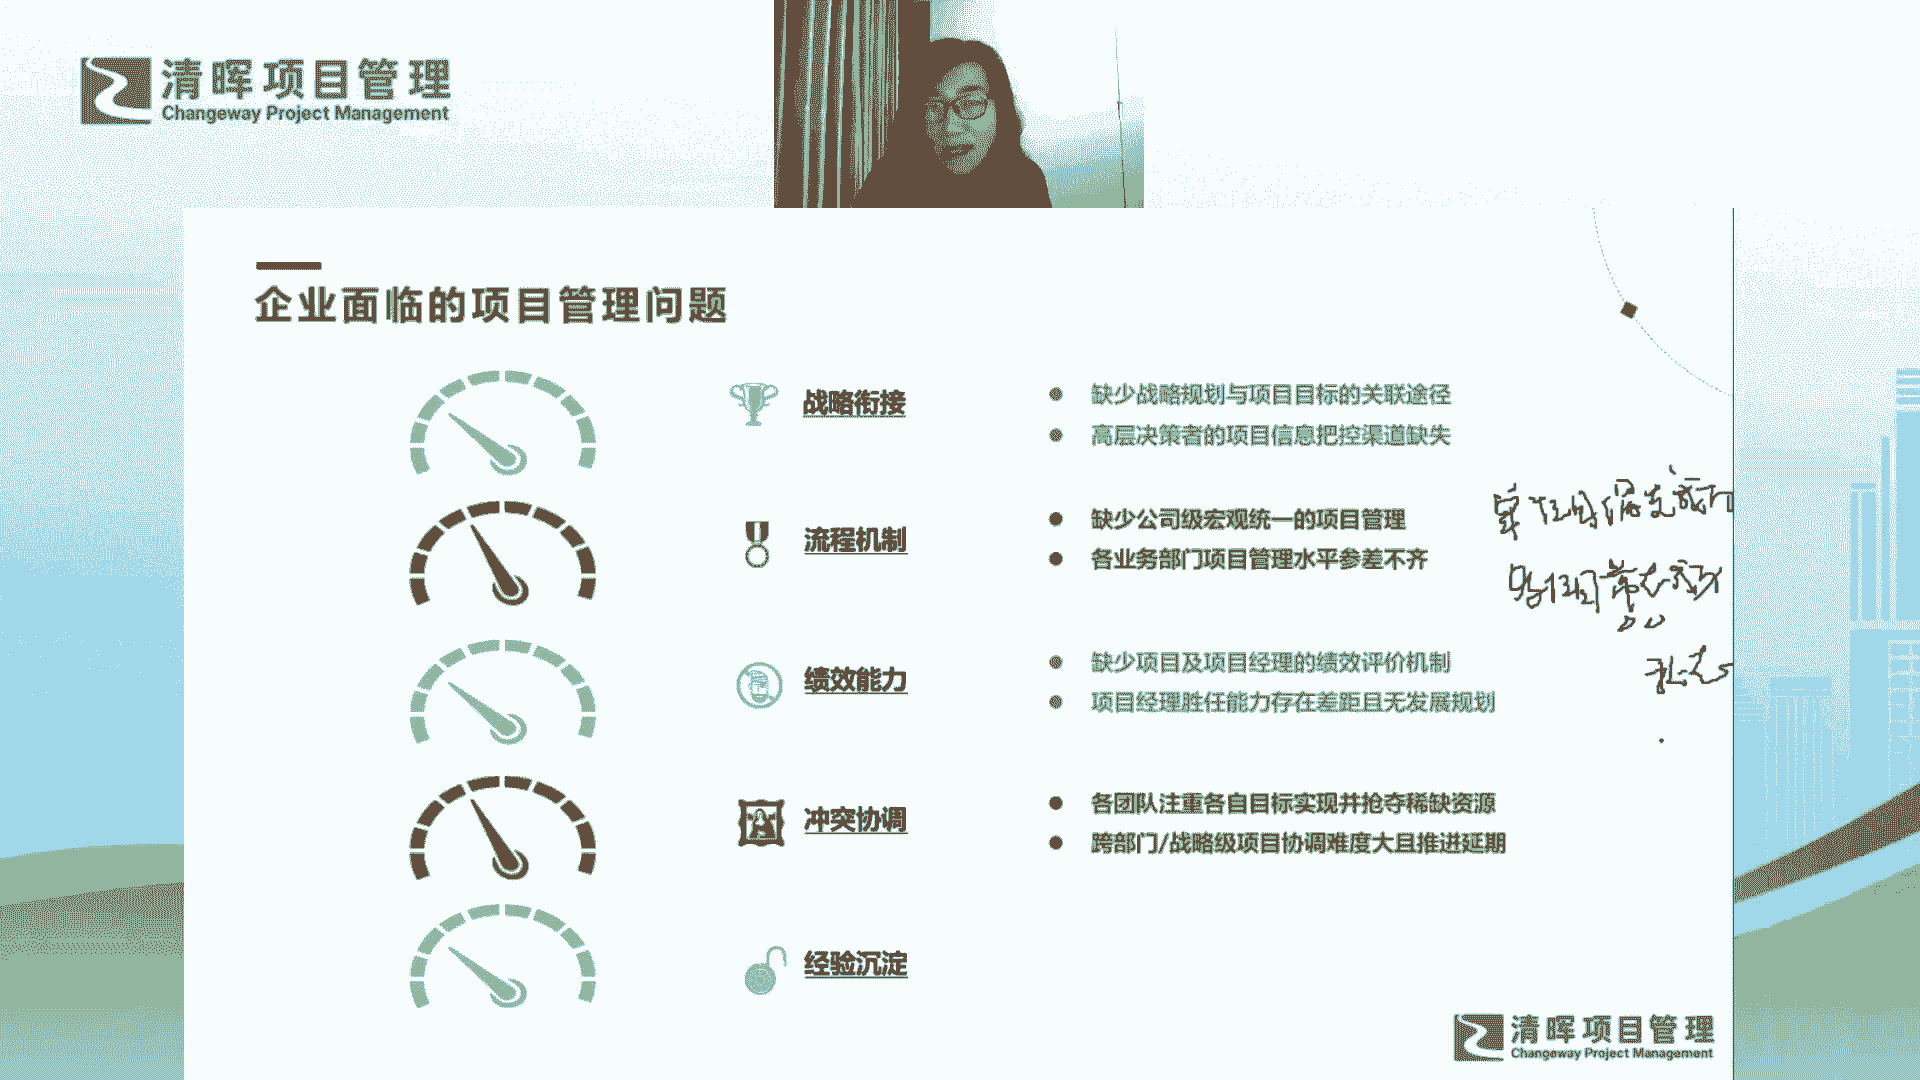 清晖项目管理
Changeway Project Management
企业面临的项目管理问题
战略衔接
缺少战略规划与项目目标的关联途径
高层决策者的项目信息把控渠道缺失
流程机制
缺少公司级宏观统一的项目管理
各业务部门项目管理水平参差不齐
绩效能力
缺少项目及项目经理的绩效评价机制
项目经理胜任能力存在差距且无发展规划
冲突协调
各团队注重各自目标实现并抢夺稀缺资源
跨部门/战略级项目协调难度大且推进延期
经验沉淀
清晖项目管理
Changeway Project Management